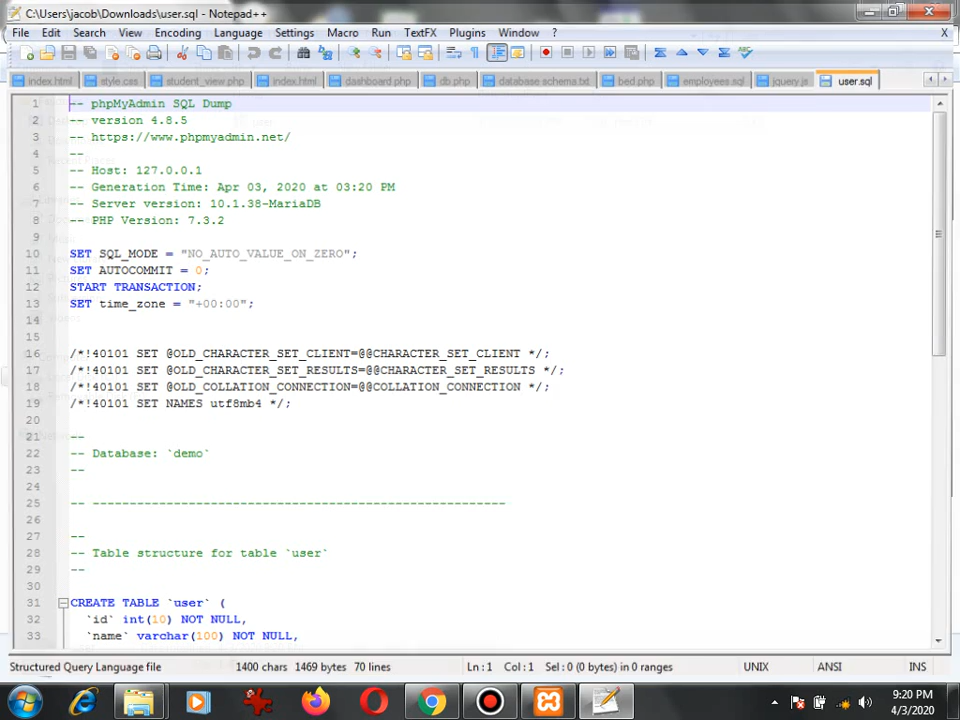 C:\Users\jacob\Downloads\user.sql - Notepad++
File Edit Search View Encoding Language Settings Macro Run TextFX Plugins Window ? X
index.html style.css student_view.php index.html dashboard.php db.php database schema.txt bed.php employees.sql jquery.js user.sql
1 -- phpMyAdmin SQL Dump
2 -- version 4.8.5
3 -- https://www.phpmyadmin.net/
4 --
5 -- Host: 127.0.0.1
6 -- Generation Time: Apr 03, 2020 at 03:20 PM
7 -- Server version: 10.1.38-MariaDB
8 -- PHP Version: 7.3.2
9
10 SET SQL_MODE = "NO_AUTO_VALUE_ON_ZERO";
11 SET AUTOCOMMIT = 0;
12 START TRANSACTION;
13 SET time_zone = "+00:00";
14
15
16 /*!40101 SET @OLD_CHARACTER_SET_CLIENT=@@CHARACTER_SET_CLIENT */;
17 /*!40101 SET @OLD_CHARACTER_SET_RESULTS=@@CHARACTER_SET_RESULTS */;
18 /*!40101 SET @OLD_COLLATION_CONNECTION=@@COLLATION_CONNECTION */;
19 /*!40101 SET NAMES utf8mb4 */;
20
21 --
22 -- Database: `demo`
23 --
24
25 -- --------------------------------------------------------
26
27 --
28 -- Table structure for table `user`
29 --
30
31 CREATE TABLE `user` (
32 `id` int(10) NOT NULL,
33 `name` varchar(100) NOT NULL,
Structured Query Language file 1400 chars 1469 bytes 70 lines Ln : 1 Col : 1 Sel : 0 (0 bytes) in 0 ranges UNIX ANSI INS
9:20 PM
4/3/2020